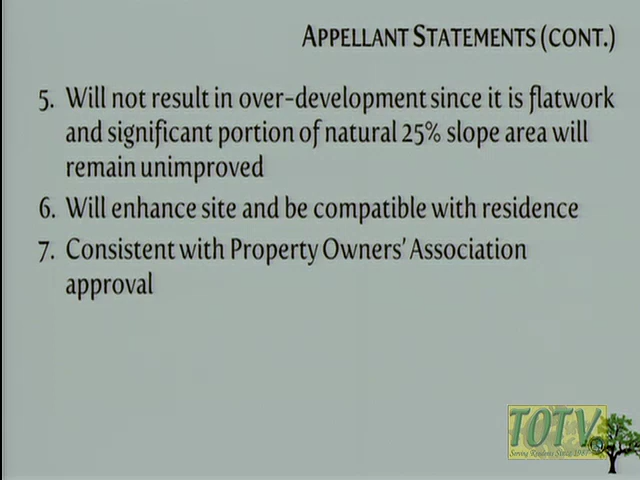 APPELLANT STATEMENTS (CONT.)
5. Will not result in over-development since it is flatwork
and significant portion of natural 25% slope area will
remain unimproved
6. Will enhance site and be compatible with residence
7. Consistent with Property Owners' Association
approval
TOTV
Serving Residents Since 1987